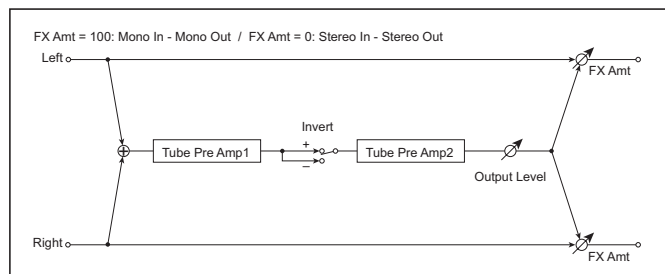 FX Amt = 100: Mono In - Mono Out / FX Amt = 0: Stereo In - Stereo Out
Left
FX Amt
Invert
+
Tube Pre Amp1
Tube Pre Amp2
–
Output Level
Right
FX Amt